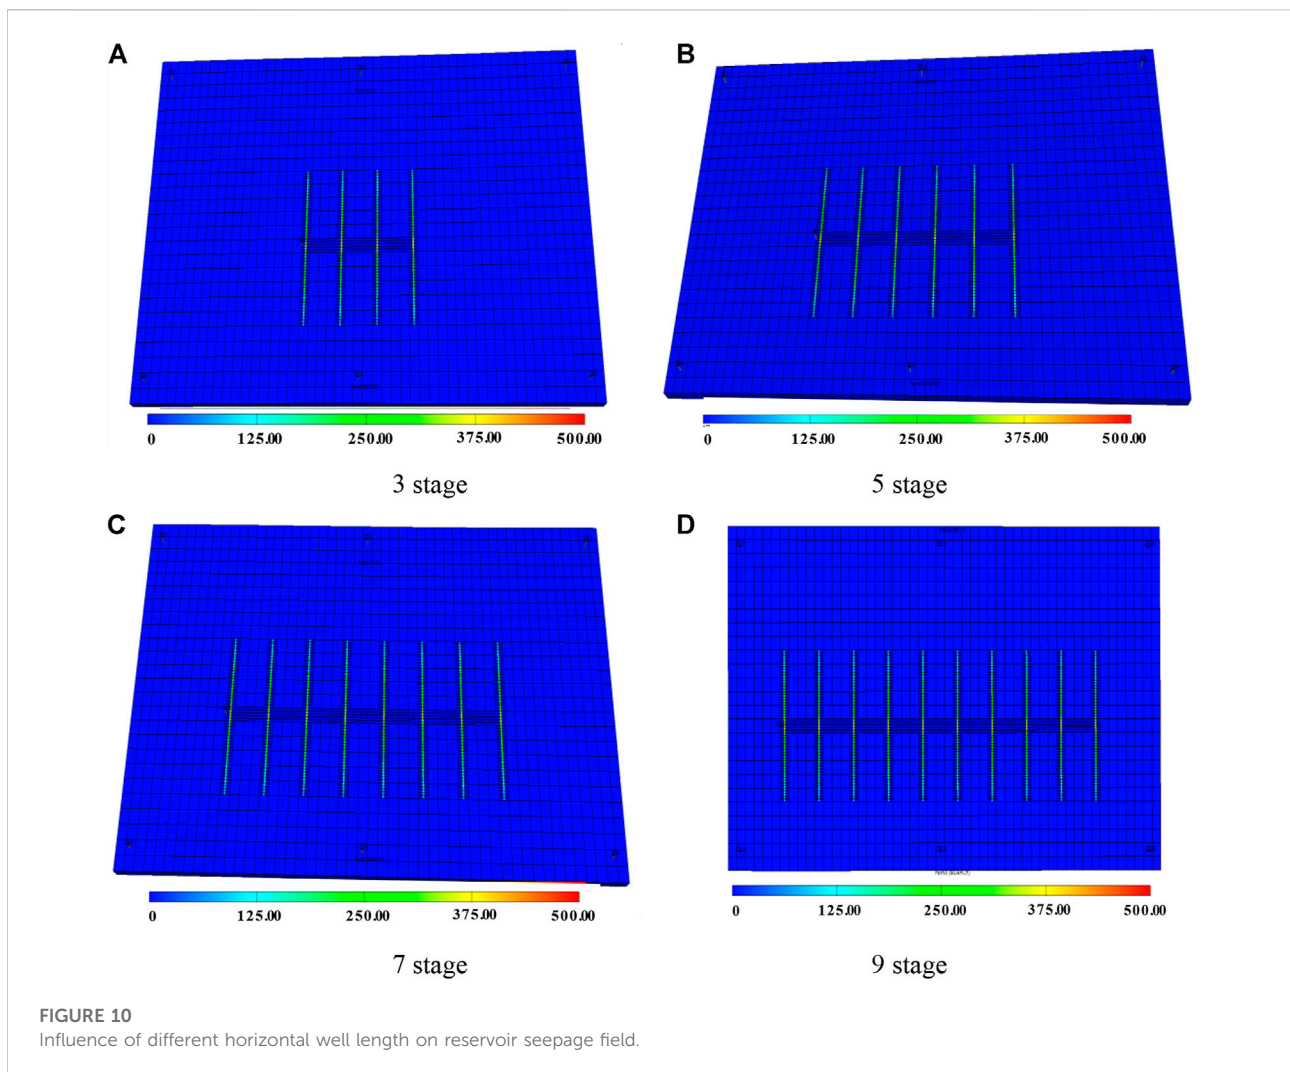 A
B
0 125.00 250.00 375.00 500.00
0 125.00 250.00 375.00 500.00
3 stage
5 stage
C
D
0 125.00 250.00 375.00 500.00
0 125.00 250.00 375.00 500.00
7 stage
9 stage
FIGURE 10
Influence of different horizontal well length on reservoir seepage field.